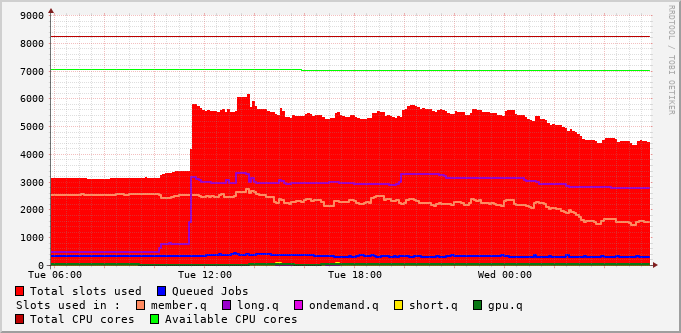 RRDTOOL / TOBI OETIKER
9000
8000
7000
6000
5000
4000
3000
2000
1000
0
Tue 06:00 Tue 12:00 Tue 18:00 Wed 00:00
Total slots used Queued Jobs
Slots used in : member.q long.q ondemand.q short.q gpu.q
Total CPU cores Available CPU cores